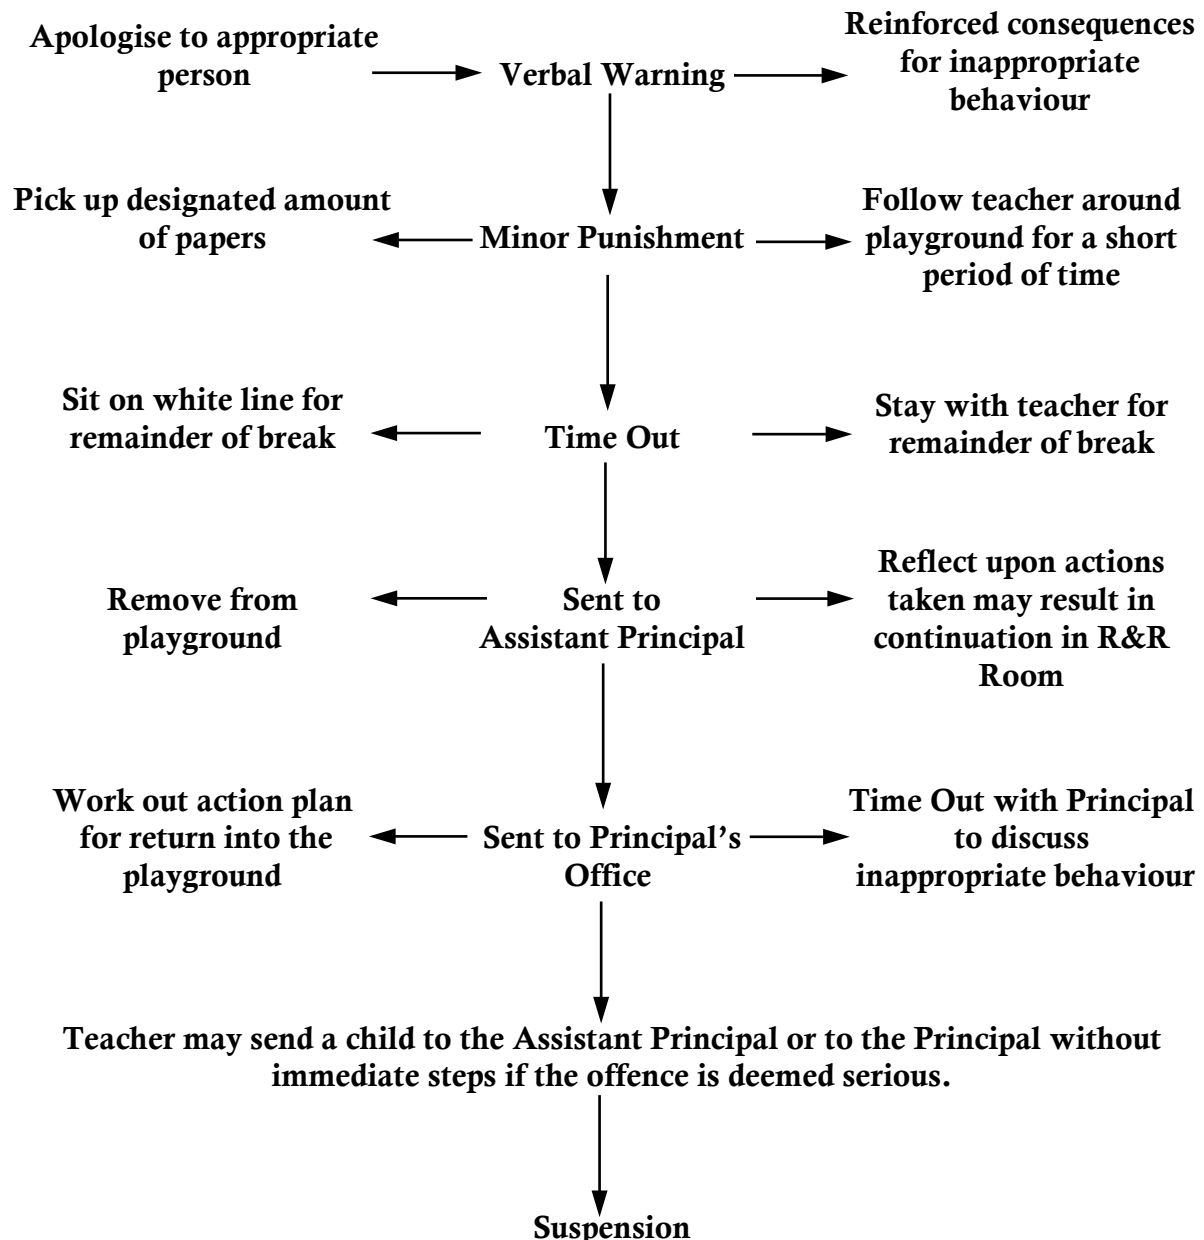 Apologise to appropriate
person
Verbal Warning
Reinforced consequences
for inappropriate
behaviour
Pick up designated amount
of papers
Minor Punishment
Follow teacher around
playground for a short
period of time
Sit on white line for
remainder of break
Time Out
Stay with teacher for
remainder of break
Remove from
playground
Sent to
Assistant Principal
Reflect upon actions
taken may result in
continuation in R&R
Room
Work out action plan
for return into the
playground
Sent to Principal’s
Office
Time Out with Principal
to discuss
inappropriate behaviour
Teacher may send a child to the Assistant Principal or to the Principal without
immediate steps if the offence is deemed serious.
Suspension